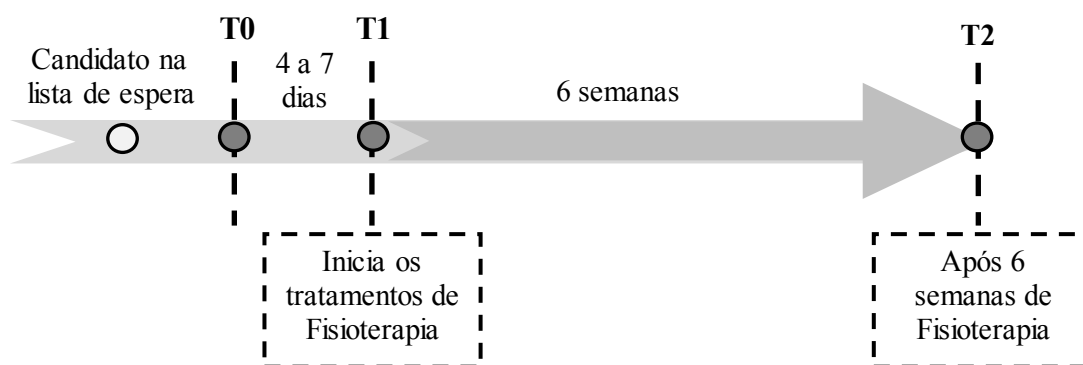 T0
T1
T2
Candidato na
lista de espera
4 a 7
dias
6 semanas
Inicia os
tratamentos de
Fisioterapia
Após 6
semanas de
Fisioterapia